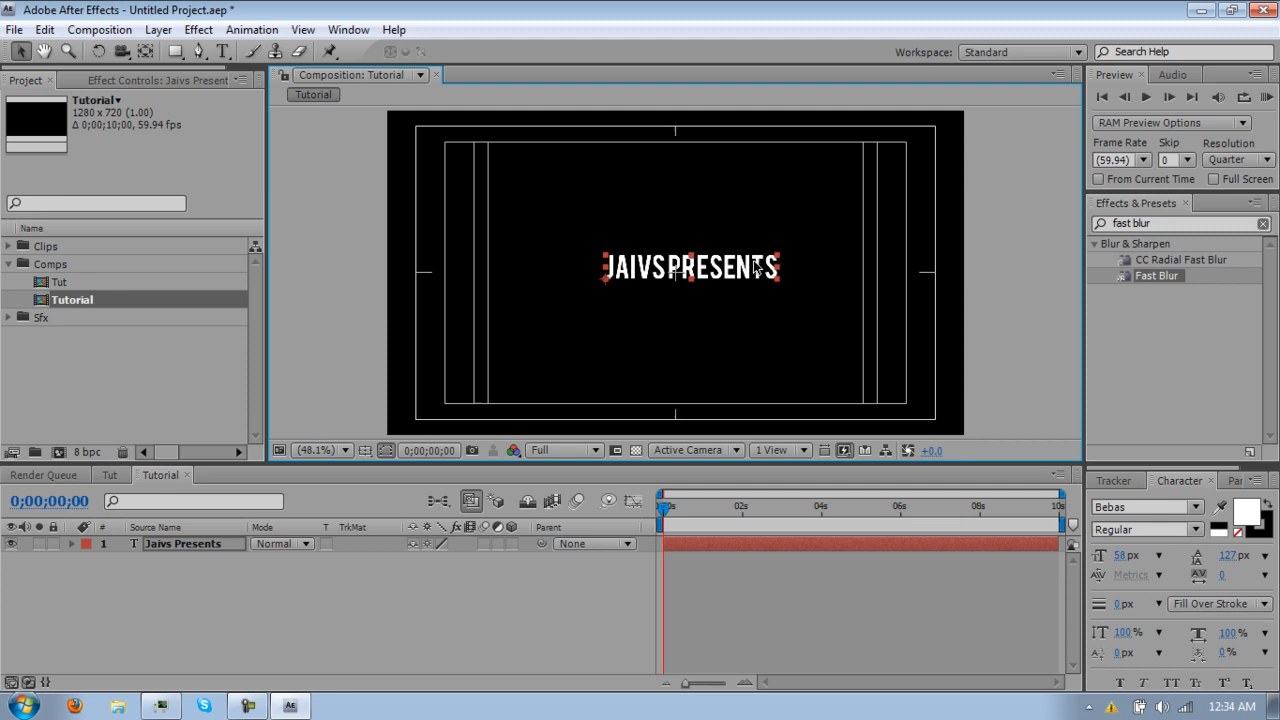 Adobe After Effects - Untitled Project.aep *
File Edit Composition Layer Effect Animation View Window Help
Workspace: Standard Search Help
Project Effect Controls: Jaivs Present
Composition: Tutorial
Preview Audio
Tutorial
Tutorial
1280 x 720 (1.00)
Δ 0;00;10;00, 59.94 fps
RAM Preview Options
Frame Rate Skip Resolution
(59.94) 0 Quarter
From Current Time Full Screen
Effects & Presets
fast blur
Name
Blur & Sharpen
Clips
CC Radial Fast Blur
Comps
Fast Blur
Tut
Tutorial
Sfx
JAIVS PRESENTS
8 bpc
(48.1%) 0;00;00;00 Full Active Camera 1 View +0.0
Render Queue Tut Tutorial
Tracker Character Par
0;00;00;00
02s 04s 06s 08s 10s
Bebas
# Source Name Mode T TrkMat Parent
Regular
1 T Jaivs Presents Normal None
58 px 127 px
Metrics 0
0 px Fill Over Stroke
100 % 100 %
0 px 0 %
T T TT Tt T¹ T₁
12:34 AM